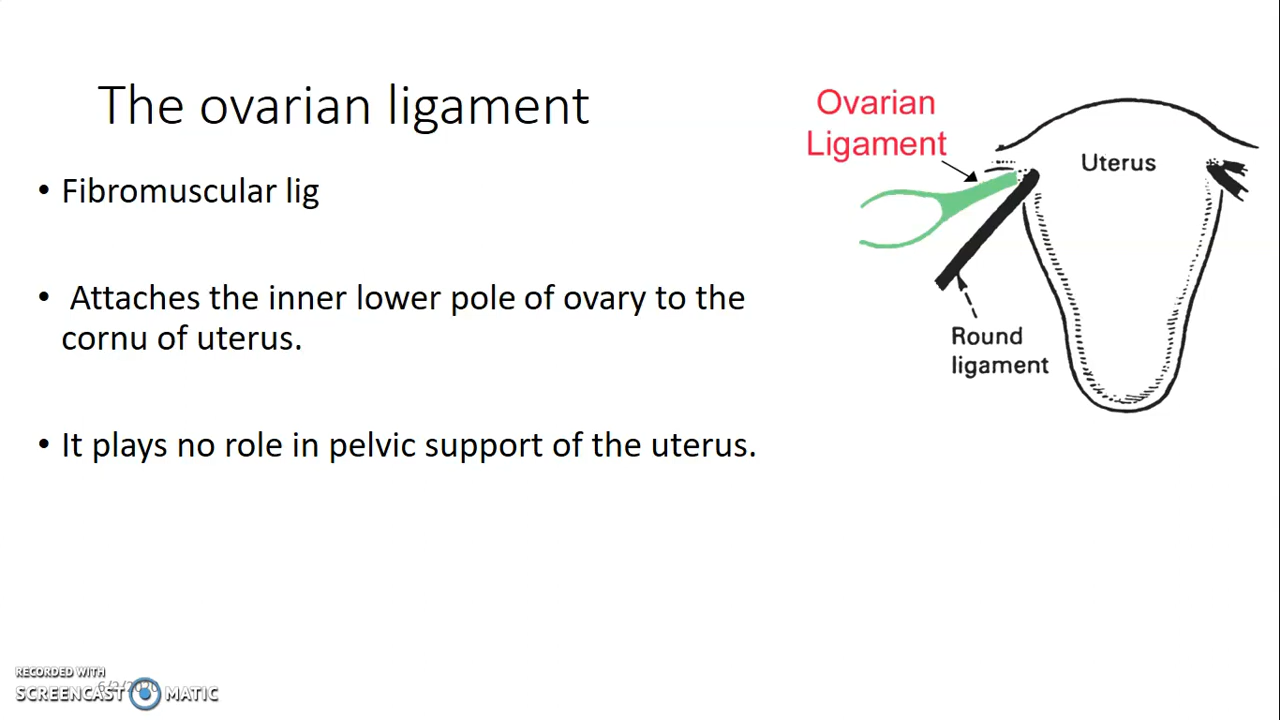 The ovarian ligament
• Fibromuscular lig
• Attaches the inner lower pole of ovary to the
cornu of uterus.
• It plays no role in pelvic support of the uterus.
Ovarian
Ligament
Uterus
Round
ligament
RECORDED WITH
SCREENCAST MATIC